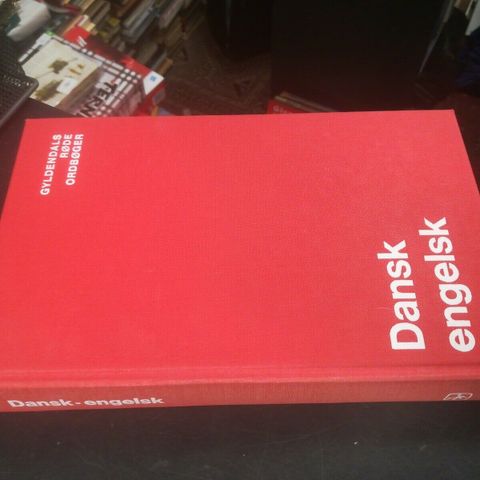 GYLDENDALS
RØDE
ORDBØGER
Dansk
engelsk
Dansk-engelsk